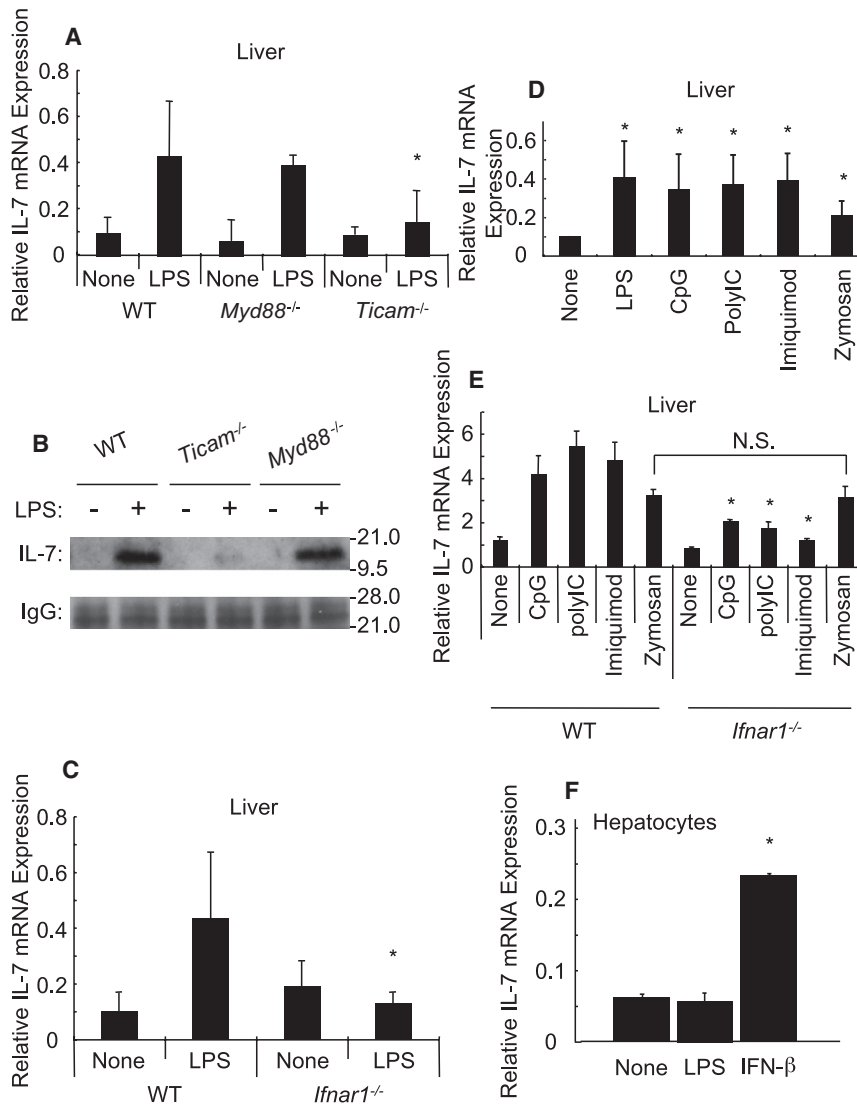 A
Liver
Relative IL-7 mRNA Expression
0.8
0.6
0.4
0.2
0
None LPS None LPS None LPS
*
WT Myd88-/- Ticam-/-
B
WT Ticam-/- Myd88-/-
LPS: - + - + - +
IL-7:
-21.0
-9.5
IgG:
-28.0
-21.0
C
Liver
Relative IL-7 mRNA Expression
0.8
0.6
0.4
0.2
0
*
None LPS None LPS
WT Ifnar1-/-
D
Liver
Relative IL-7 mRNA
Expression
0.6
0.4
0.2
0
* * * * *
None
LPS
CpG
PolyIC
Imiquimod
Zymosan
E
Liver
Relative IL-7 mRNA Expression
6
4
2
0
N.S.
* * *
None
CpG
polyIC
Imiquimod
Zymosan
None
CpG
polyIC
Imiquimod
Zymosan
WT Ifnar1-/-
F
Hepatocytes
Relative IL-7 mRNA Expression
0.3
0.2
0.05
0
*
None LPS IFN-β